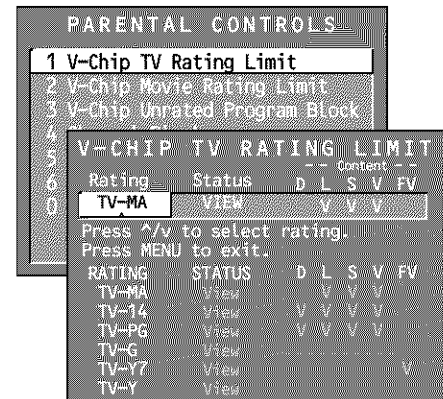 PARENTAL CONTROLS
1 V-Chip TV Rating Limit
2 V-Chip Movie Rating Limit
3 V-Chip Unrated Program Block
4
5
6
0
V-CHIP TV RATING LIMIT
-- Content --
Rating Status D L S V FV
TV-MA VIEW V V V
Press ^/v to select rating.
Press MENU to exit.
RATING STATUS D L S V FV
TV-MA View V V V
TV-14 View V V V V
TV-PG View V V V V
TV-G View
TV-Y7 View V
TV-Y View